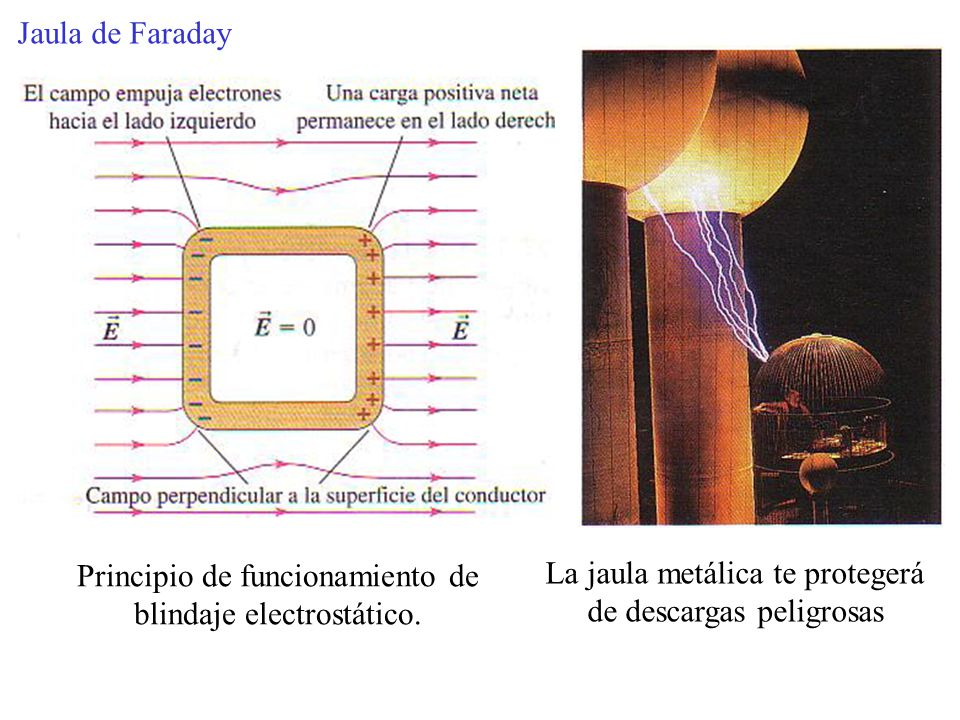 Jaula de Faraday
El campo empuja electrones
hacia el lado izquierdo
Una carga positiva neta
permanece en el lado derech
E
E = 0
E
Campo perpendicular a la superficie del conductor
Principio de funcionamiento de
blindaje electrostático.
La jaula metálica te protegerá
de descargas peligrosas